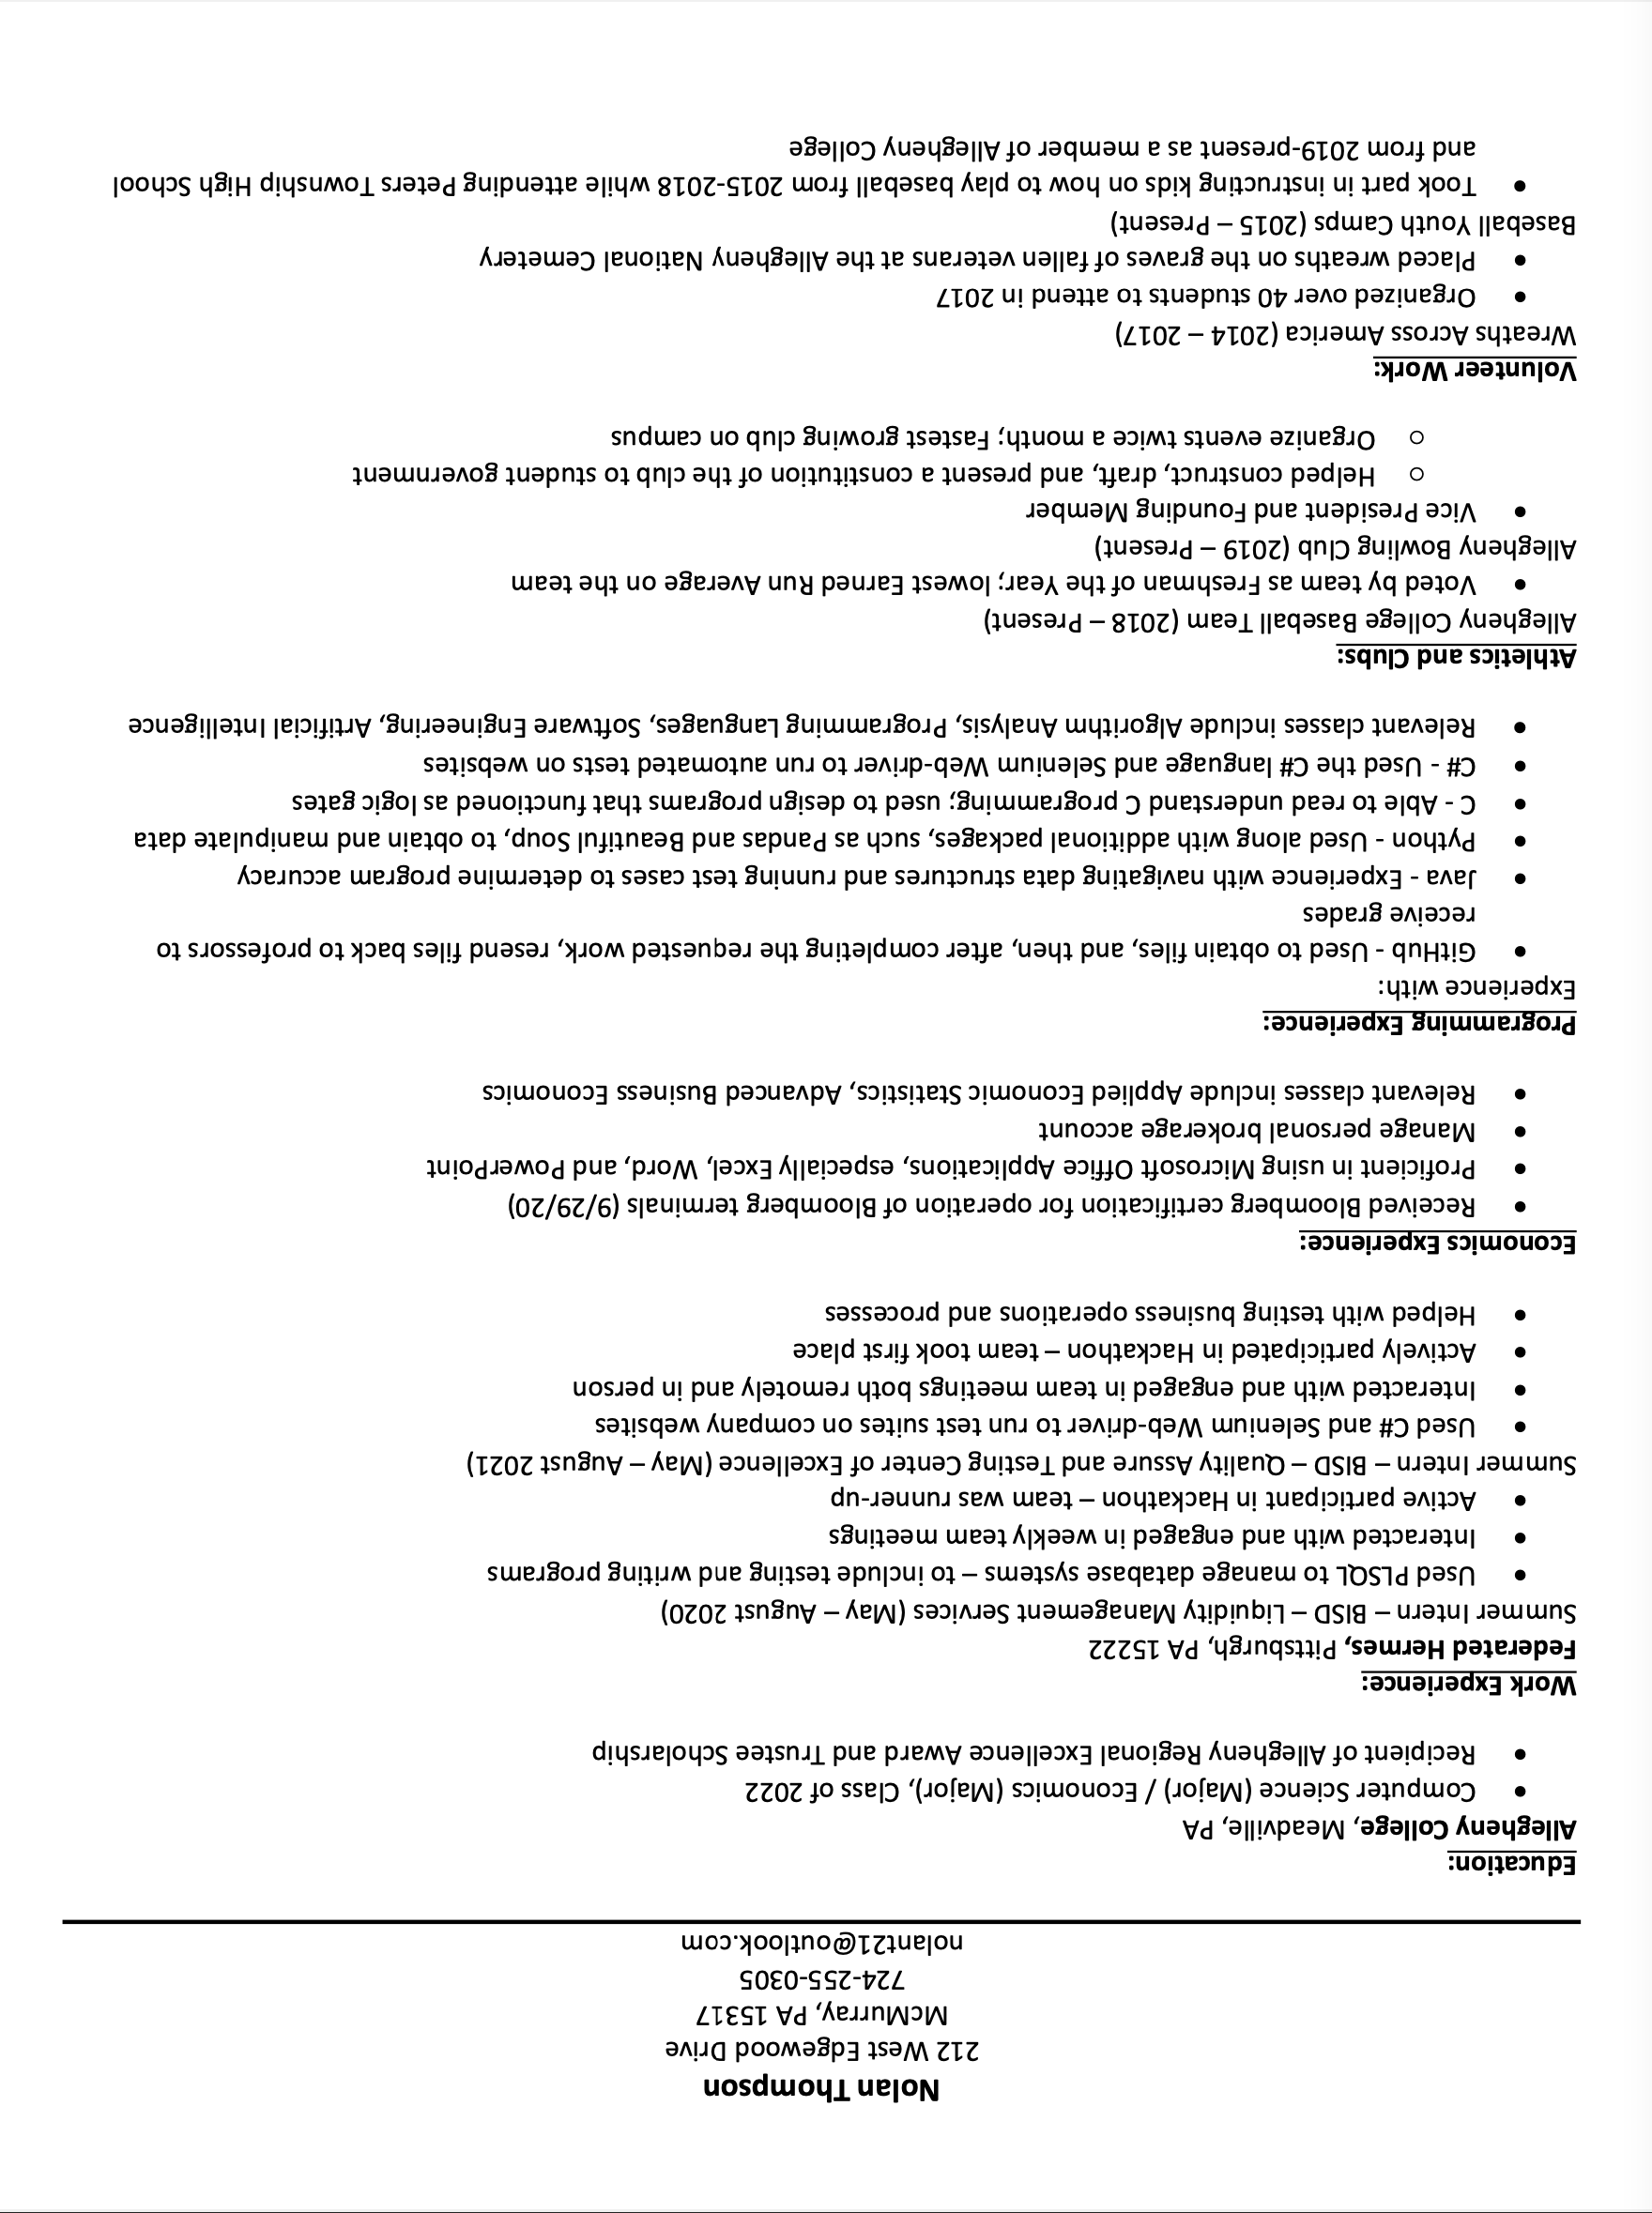 Nolan Thompson
212 West Edgewood Drive
McMurray, PA 15317
724-255-0305
nolant21@outlook.com
Education:
Allegheny College, Meadville, PA
• Computer Science (Major) / Economics (Major), Class of 2022
• Recipient of Allegheny Regional Excellence Award and Trustee Scholarship
Work Experience:
Federated Hermes, Pittsburgh, PA 15222
Summer Intern – BISD – Liquidity Management Services (May – August 2020)
• Used PLSQL to manage database systems – to include testing and writing programs
• Interacted with and engaged in weekly team meetings
• Active participant in Hackathon – team was runner-up
Summer Intern – BISD – Quality Assure and Testing Center of Excellence (May – August 2021)
• Used C# and Selenium Web-driver to run test suites on company websites
• Interacted with and engaged in team meetings both remotely and in person
• Actively participated in Hackathon – team took first place
• Helped with testing business operations and processes
Economics Experience:
• Received Bloomberg certification for operation of Bloomberg terminals (9/29/20)
• Proficient in using Microsoft Office Applications, especially Excel, Word, and PowerPoint
• Manage personal brokerage account
• Relevant classes include Applied Economic Statistics, Advanced Business Economics
Programming Experience:
Experience with:
• GitHub - Used to obtain files, and then, after completing the requested work, resend files back to professors to
receive grades
• Java - Experience with navigating data structures and running test cases to determine program accuracy
• Python - Used along with additional packages, such as Pandas and Beautiful Soup, to obtain and manipulate data
• C - Able to read understand C programming; used to design programs that functioned as logic gates
• C# - Used the C# language and Selenium Web-driver to run automated tests on websites
• Relevant classes include Algorithm Analysis, Programming Languages, Software Engineering, Artificial Intelligence
Athletics and Clubs:
Allegheny College Baseball Team (2018 – Present)
• Voted by team as Freshman of the Year; lowest Earned Run Average on the team
Allegheny Bowling Club (2019 – Present)
• Vice President and Founding Member
○ Helped construct, draft, and present a constitution of the club to student government
○ Organize events twice a month; Fastest growing club on campus
Volunteer Work:
Wreaths Across America (2014 – 2017)
• Organized over 40 students to attend in 2017
• Placed wreaths on the graves of fallen veterans at the Allegheny National Cemetery
Baseball Youth Camps (2015 – Present)
• Took part in instructing kids on how to play baseball from 2015-2018 while attending Peters Township High School
and from 2019-present as a member of Allegheny College